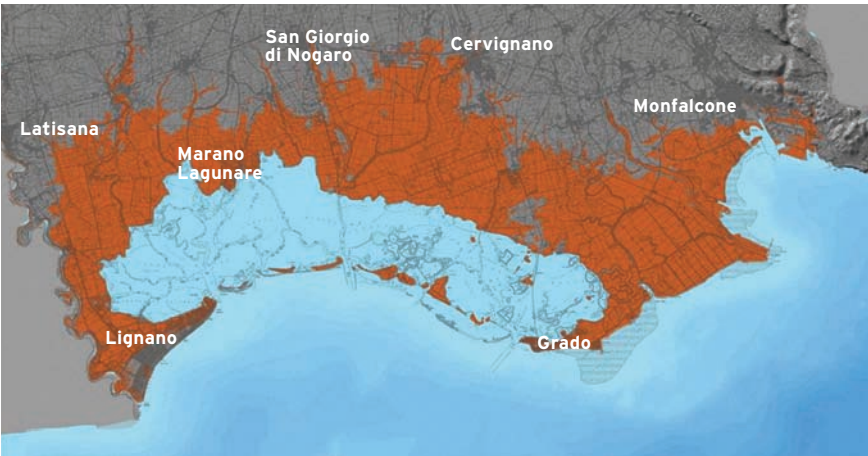 San Giorgio
di Nogaro
Cervignano
Monfalcone
Latisana
Marano
Lagunare
Lignano
Grado